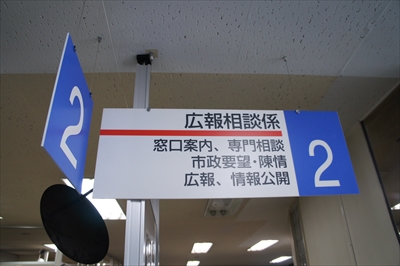 2
広報相談係
窓口案内、専門相談
市政要望・陳情
広報、情報公開
2